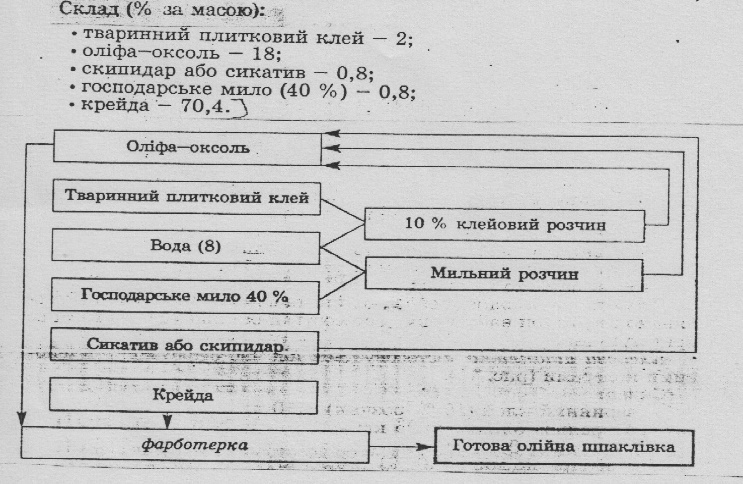 Склад (% за масою):
• тваринний плитковий клей — 2;
• оліфа—оксоль — 18;
• скипидар або сикатив — 0,8;
• господарське мило (40 %) — 0,8;
• крейда — 70,4.
Оліфа—оксоль
Тваринний плитковий клей
10 % клейовий розчин
Вода (8)
Мильний розчин
Господарське мило 40 %
Сикатив або скипидар
Крейда
фарботерка
Готова олійна шпаклівка